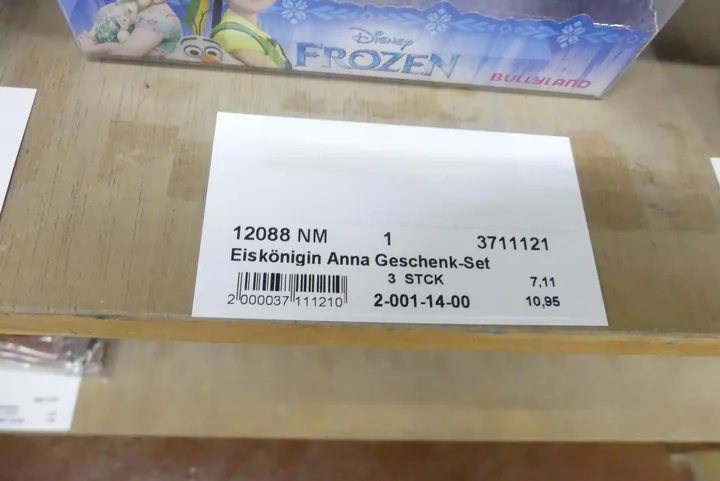 Disney
FROZEN
BULLYLAND
12088 NM 1 3711121
Eiskönigin Anna Geschenk-Set
3 STCK 7,11
2 000037 111210 2-001-14-00 10,95